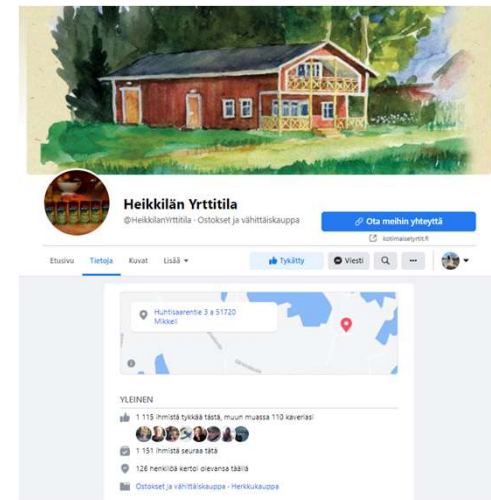 Heikkilän Yrttitila
@HeikkilanYrttitila · Ostokset ja vähittäiskauppa
Ota meihin yhteyttä
kotimaisetyrtit.fi
Etusivu Tietoja Kuvat Lisää
Tykätty Viesti
Huhtisaarentie 3 a 51720
Mikkeli
YLEINEN
1 115 ihmistä tykkää tästä, muun muassa 110 kaveriasi
1 151 ihmistä seuraa tätä
126 henkilöä kertoi olevansa täällä
Ostokset ja vähittäiskauppa · Herkkukauppa